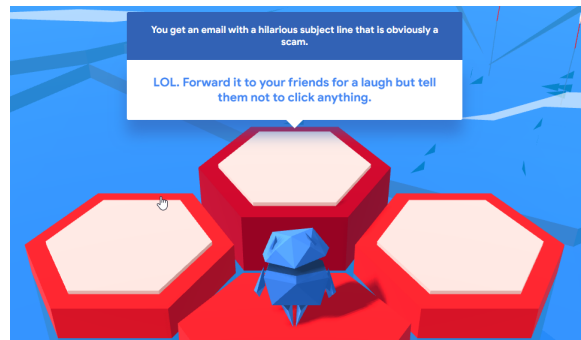 You get an email with a hilarious subject line that is obviously a
scam.
LOL. Forward it to your friends for a laugh but tell
them not to click anything.